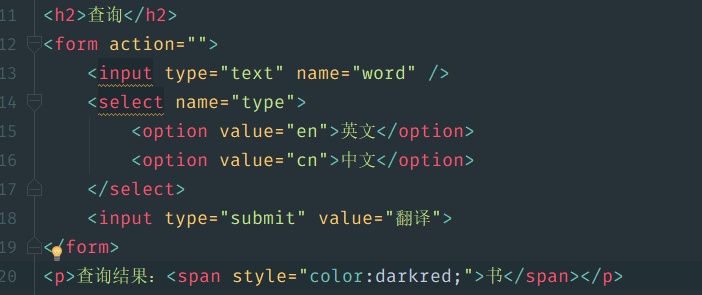 11 <h2>查询</h2>
12 <form action="">
13 <input type="text" name="word" />
14 <select name="type">
15 <option value="en">英文</option>
16 <option value="cn">中文</option>
17 </select>
18 <input type="submit" value="翻译">
19 </form>
20 <p>查询结果：<span style="color:darkred;">书</span></p>